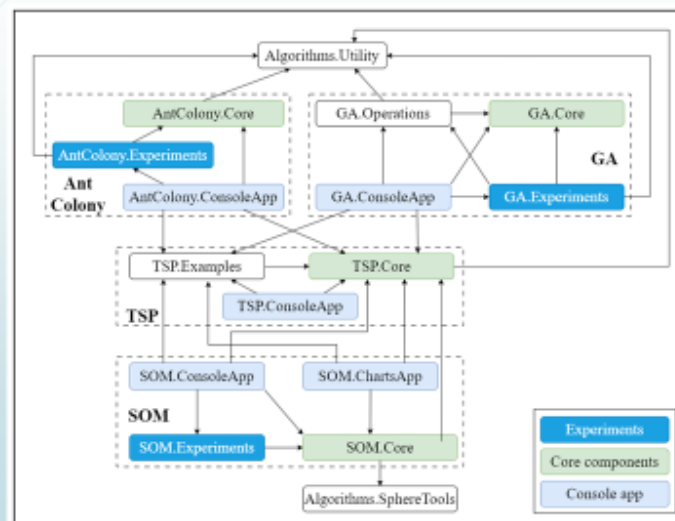 Algorithms.Utility
AntColony.Core
GA.Operations
GA.Core
AntColony.Experiments
GA
Ant
Colony
AntColony.ConsoleApp
GA.ConsoleApp
GA.Experiments
TSP.Examples
TSP.Core
TSP.ConsoleApp
TSP
SOM.ConsoleApp
SOM.ChartsApp
SOM
SOM.Experiments
SOM.Core
Algorithms.SphereTools
Experiments
Core components
Console app